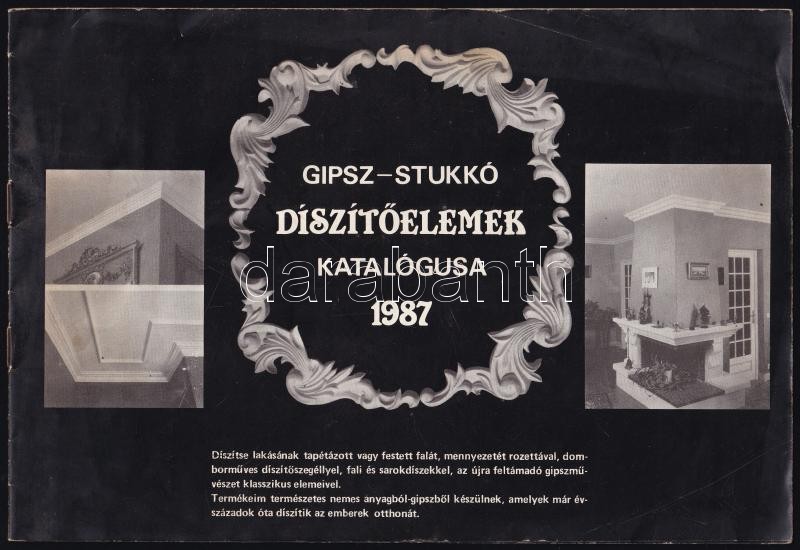 GIPSZ–STUKKÓ
DÍSZÍTŐELEMEK
KATALÓGUSA
darabanth
1987
Díszítse lakásának tapétázott vagy festett falát, mennyezetét rozettával, dom-
borműves díszítőszegéllyel, fali és sarokdíszekkel, az újra feltámadó gipszmű-
vészet klasszikus elemeivel.
Termékeim természetes nemes anyagból-gipszből készülnek, amelyek már év-
századok óta díszítik az emberek otthonát.